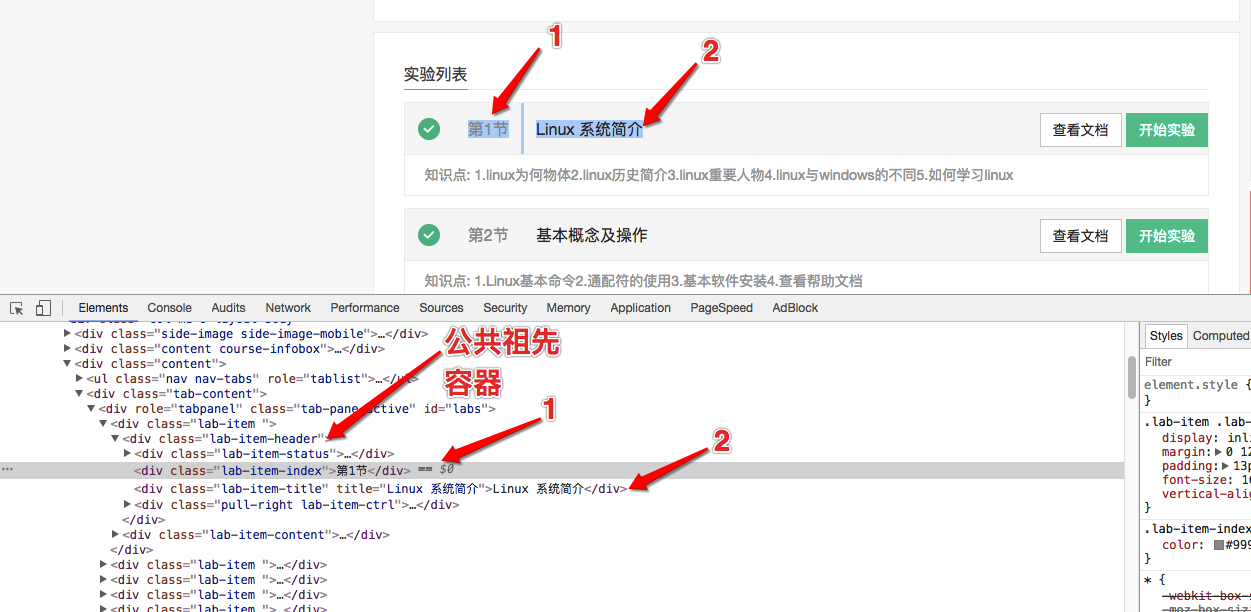 1
2
实验列表
第1节 Linux 系统简介 查看文档 开始实验
知识点: 1.linux为何物体2.linux历史简介3.linux重要人物4.linux与windows的不同5.如何学习linux
第2节 基本概念及操作 查看文档 开始实验
知识点: 1.Linux基本命令2.通配符的使用3.基本软件安装4.查看帮助文档
Elements Console Audits Network Performance Sources Security Memory Application PageSpeed AdBlock
▶<div class="side-image side-image-mobile">…</div>
▶<div class="content course-infobox">…</div>
▼<div class="content">
▶<ul class="nav nav-tabs" role="tablist">…</ul>
▼<div class="tab-content">
▼<div role="tabpanel" class="tab-pane active" id="labs">
▼<div class="lab-item ">
▼<div class="lab-item-header">
▶<div class="lab-item-status">…</div>
<div class="lab-item-index">第1节</div> == $0
<div class="lab-item-title" title="Linux 系统简介">Linux 系统简介</div>
▶<div class="pull-right lab-item-ctrl">…</div>
</div>
▶<div class="lab-item-content">…</div>
</div>
▶<div class="lab-item ">…</div>
▶<div class="lab-item ">…</div>
▶<div class="lab-item ">…</div>
▶<div class="lab-item ">…</div>
公共祖先
容器
1
2
Styles Computed
Filter
element.style {
}
.lab-item .lab-
display: inli
margin:▶0 12
padding:▶13p
font-size: 16
vertical-alig
}
.lab-item-index
color: #999
}
* {
-webkit-box-s
-moz-box-siz